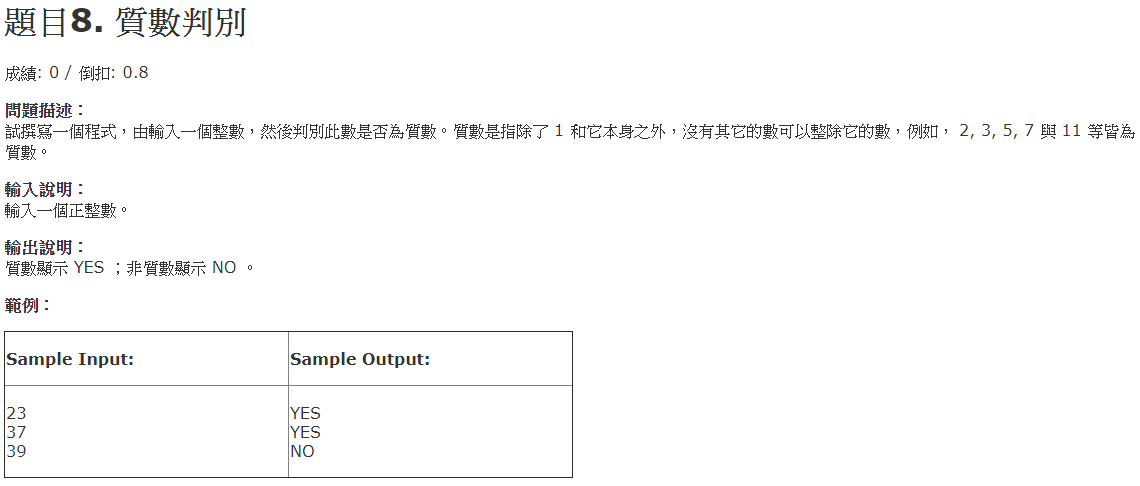 題目8. 質數判別
成績: 0 / 倒扣: 0.8
問題描述：
試撰寫一個程式，由輸入一個整數，然後判別此數是否為質數。質數是指除了 1 和它本身之外，沒有其它的數可以整除它的數，例如， 2, 3, 5, 7 與 11 等皆為
質數。
輸入說明：
輸入一個正整數。
輸出說明：
質數顯示 YES ；非質數顯示 NO 。
範例：
Sample Input: Sample Output:
23 YES
37 YES
39 NO